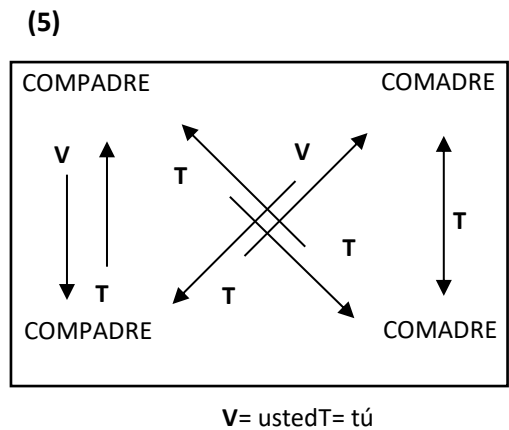 (5)
COMPADRE COMADRE
V V
T
T
T
T T
COMPADRE COMADRE
V= ustedT= tú